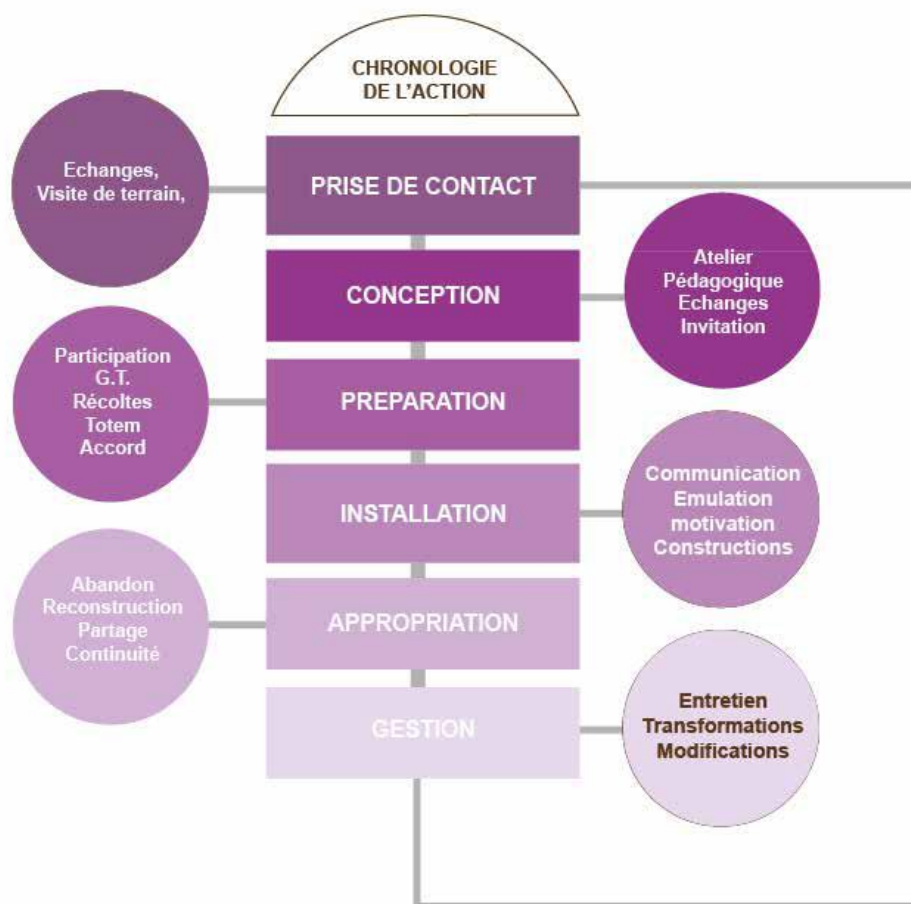 CHRONOLOGIE
DE L'ACTION
Echanges,
Visite de terrain,
PRISE DE CONTACT
CONCEPTION
Atelier
Pédagogique
Echanges
Invitation
Participation
G.T.
Récoltes
Totem
Accord
PREPARATION
INSTALLATION
Communication
Emulation
motivation
Constructions
Abandon
Reconstruction
Partage
Continuité
APPROPRIATION
GESTION
Entretien
Transformations
Modifications